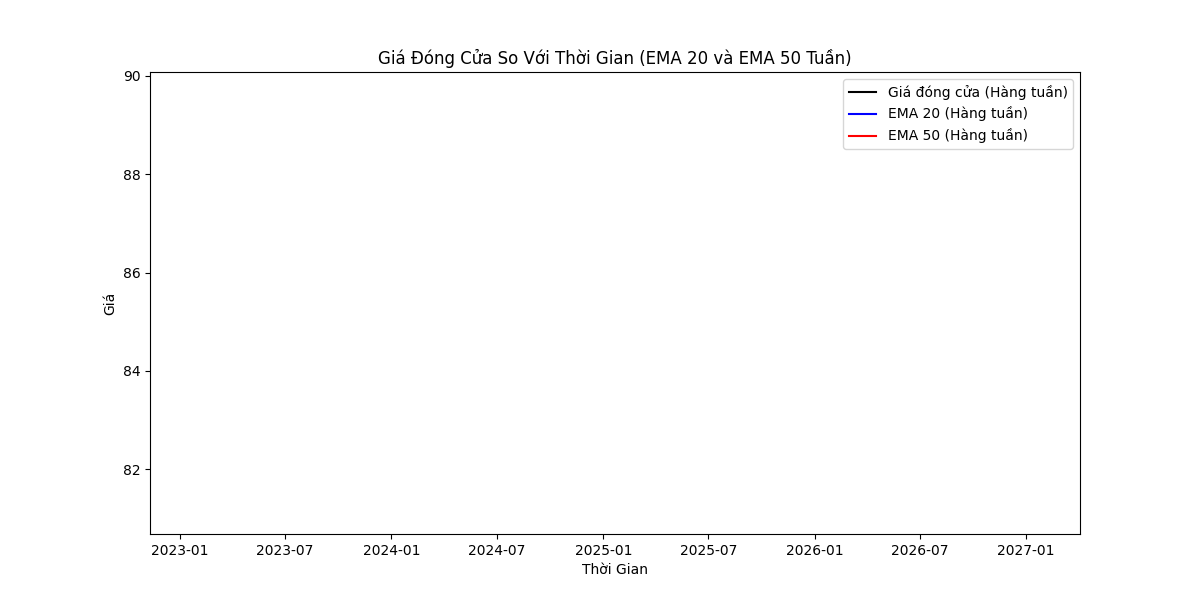 Giá Đóng Cửa So Với Thời Gian (EMA 20 và EMA 50 Tuần)
90
88
86
84
82
Giá
Giá đóng cửa (Hàng tuần)
EMA 20 (Hàng tuần)
EMA 50 (Hàng tuần)
2023-01 2023-07 2024-01 2024-07 2025-01 2025-07 2026-01 2026-07 2027-01
Thời Gian